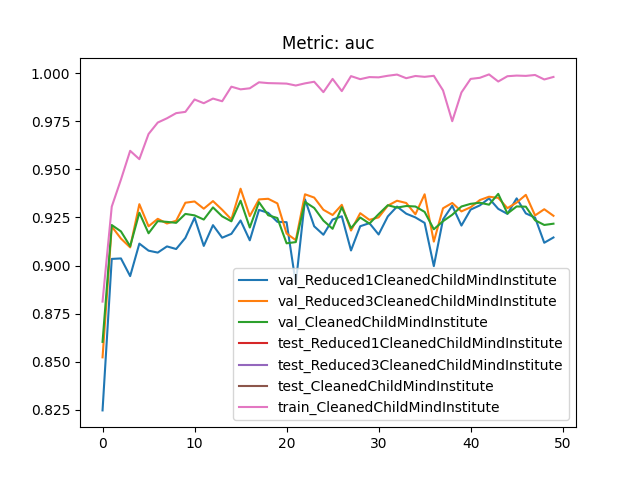 Metric: auc
1.000
0.975
0.950
0.925
0.900
0.875
0.850
0.825
val_Reduced1CleanedChildMindInstitute
val_Reduced3CleanedChildMindInstitute
val_CleanedChildMindInstitute
test_Reduced1CleanedChildMindInstitute
test_Reduced3CleanedChildMindInstitute
test_CleanedChildMindInstitute
train_CleanedChildMindInstitute
0 10 20 30 40 50